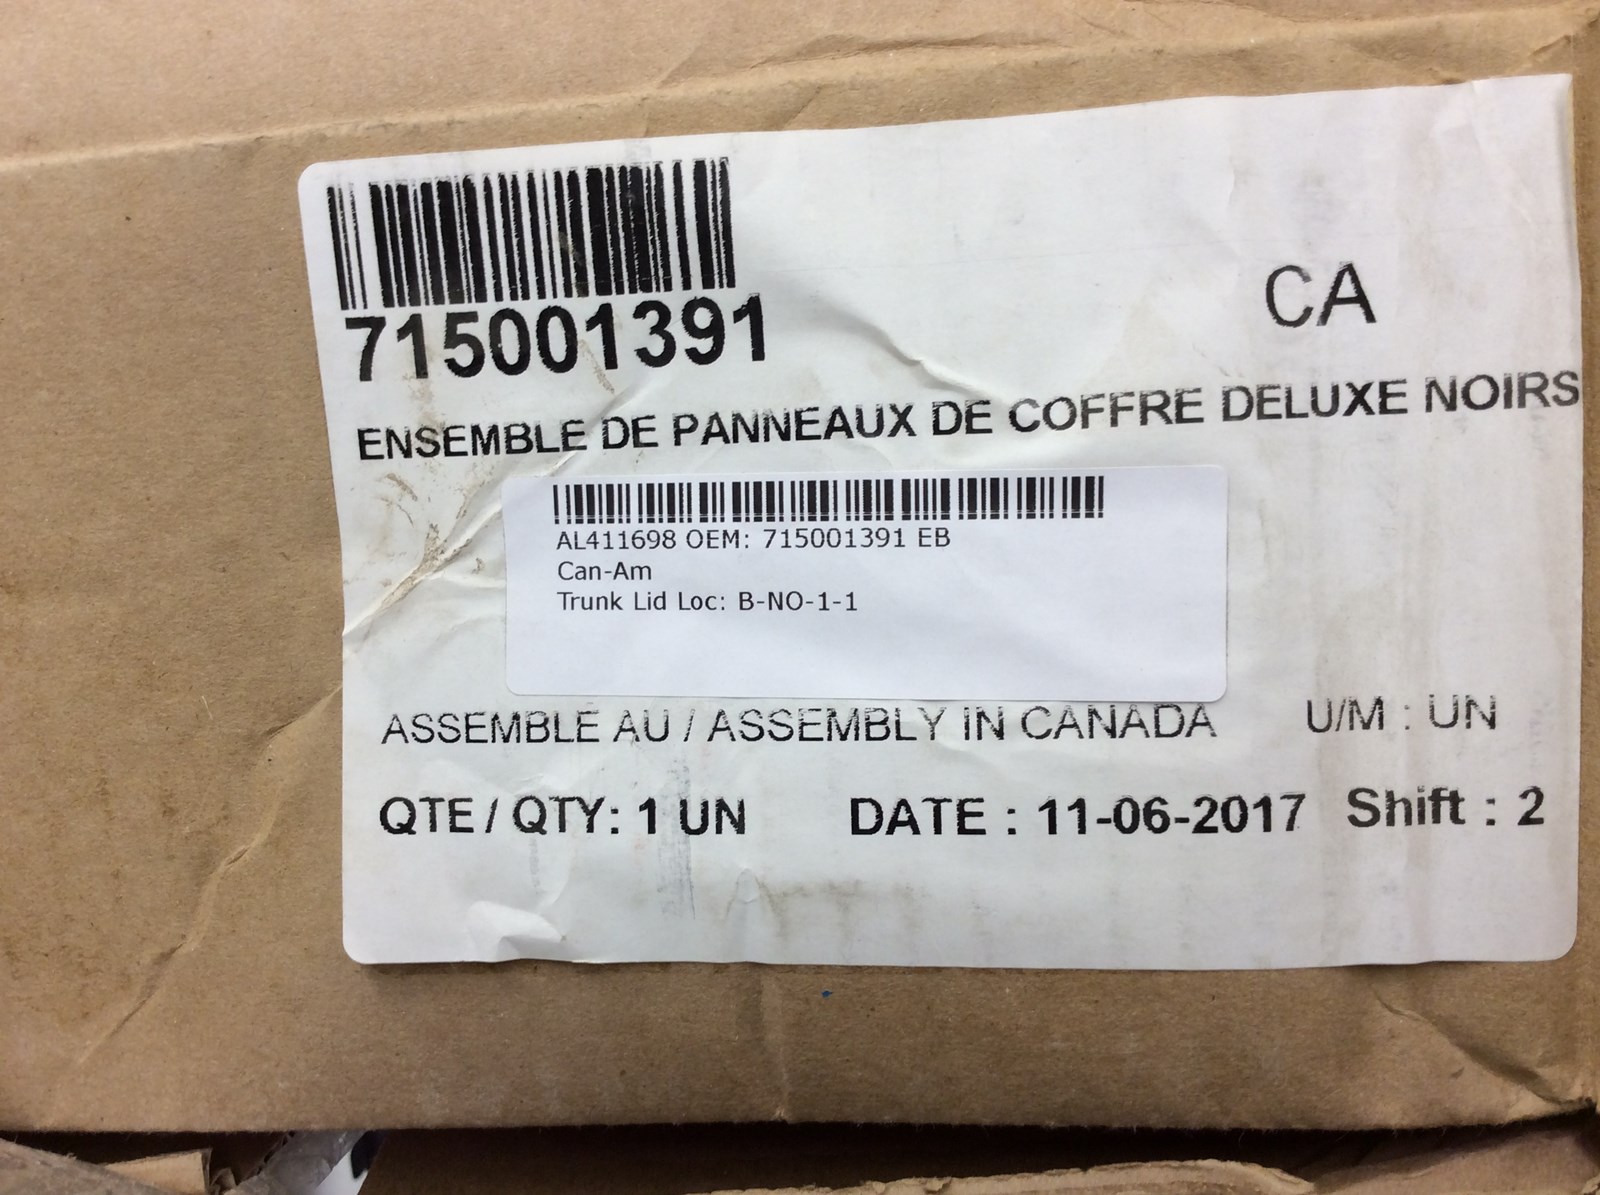 715001391
CA
ENSEMBLE DE PANNEAUX DE COFFRE DELUXE NOIRS
AL411698 OEM: 715001391 EB
Can-Am
Trunk Lid Loc: B-NO-1-1
ASSEMBLÉ AU / ASSEMBLY IN CANADA U/M : UN
QTE / QTY: 1 UN DATE : 11-06-2017 Shift : 2